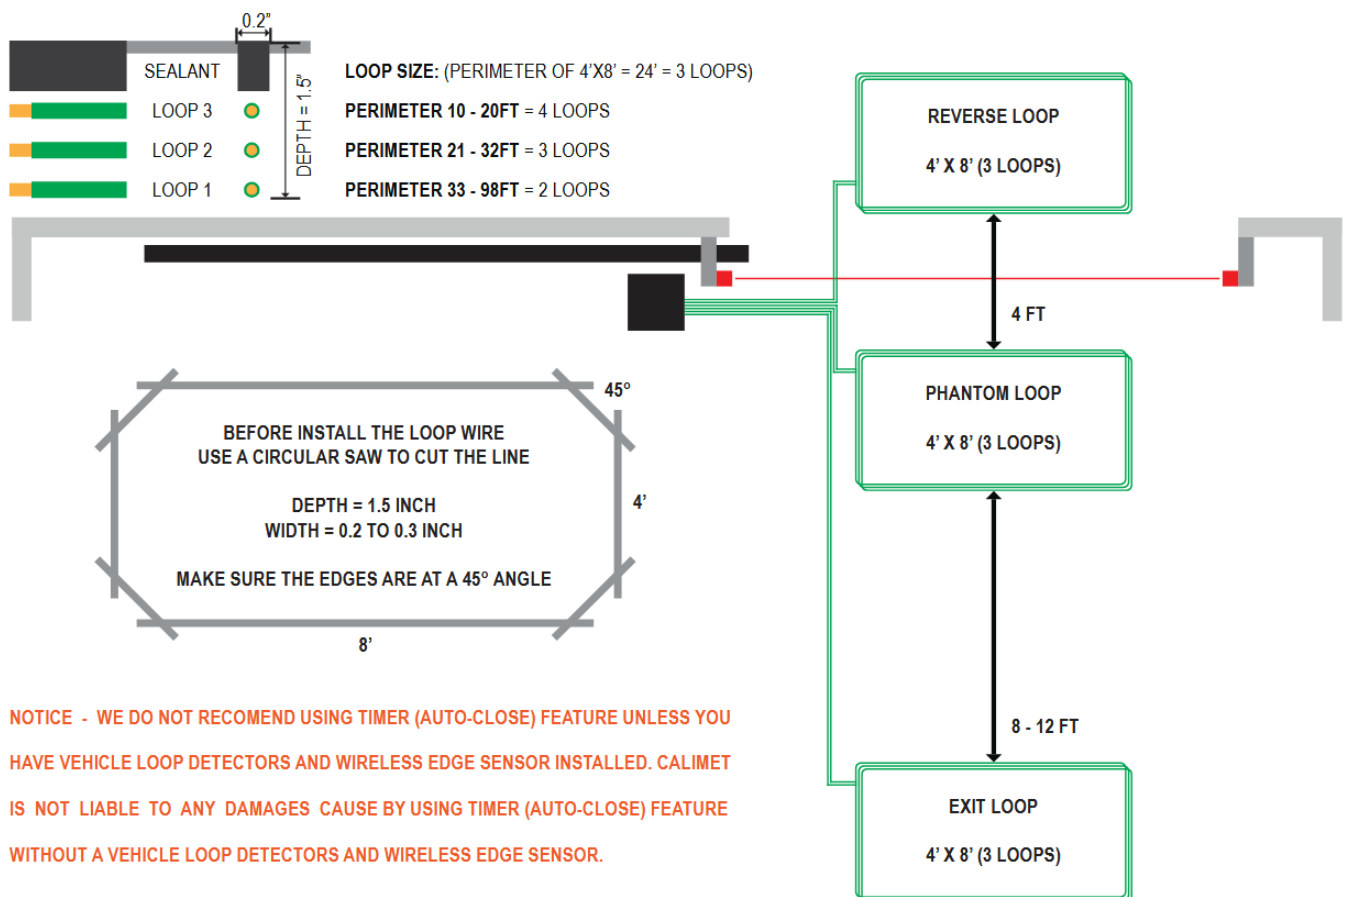 0.2"
SEALANT
LOOP 3
LOOP 2
LOOP 1
DEPTH = 1.5"
LOOP SIZE: (PERIMETER OF 4'X8' = 24' = 3 LOOPS)
PERIMETER 10 - 20FT = 4 LOOPS
PERIMETER 21 - 32FT = 3 LOOPS
PERIMETER 33 - 98FT = 2 LOOPS
REVERSE LOOP
4' X 8' (3 LOOPS)
4 FT
PHANTOM LOOP
4' X 8' (3 LOOPS)
8 - 12 FT
EXIT LOOP
4' X 8' (3 LOOPS)
45º
BEFORE INSTALL THE LOOP WIRE
USE A CIRCULAR SAW TO CUT THE LINE
DEPTH = 1.5 INCH
WIDTH = 0.2 TO 0.3 INCH
MAKE SURE THE EDGES ARE AT A 45º ANGLE
4'
8'
NOTICE - WE DO NOT RECOMEND USING TIMER (AUTO-CLOSE) FEATURE UNLESS YOU
HAVE VEHICLE LOOP DETECTORS AND WIRELESS EDGE SENSOR INSTALLED. CALIMET
IS NOT LIABLE TO ANY DAMAGES CAUSE BY USING TIMER (AUTO-CLOSE) FEATURE
WITHOUT A VEHICLE LOOP DETECTORS AND WIRELESS EDGE SENSOR.